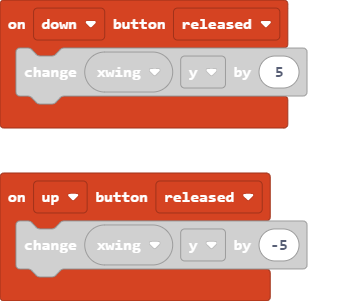 on down button released
change xwing y by 5
on up button released
change xwing y by -5